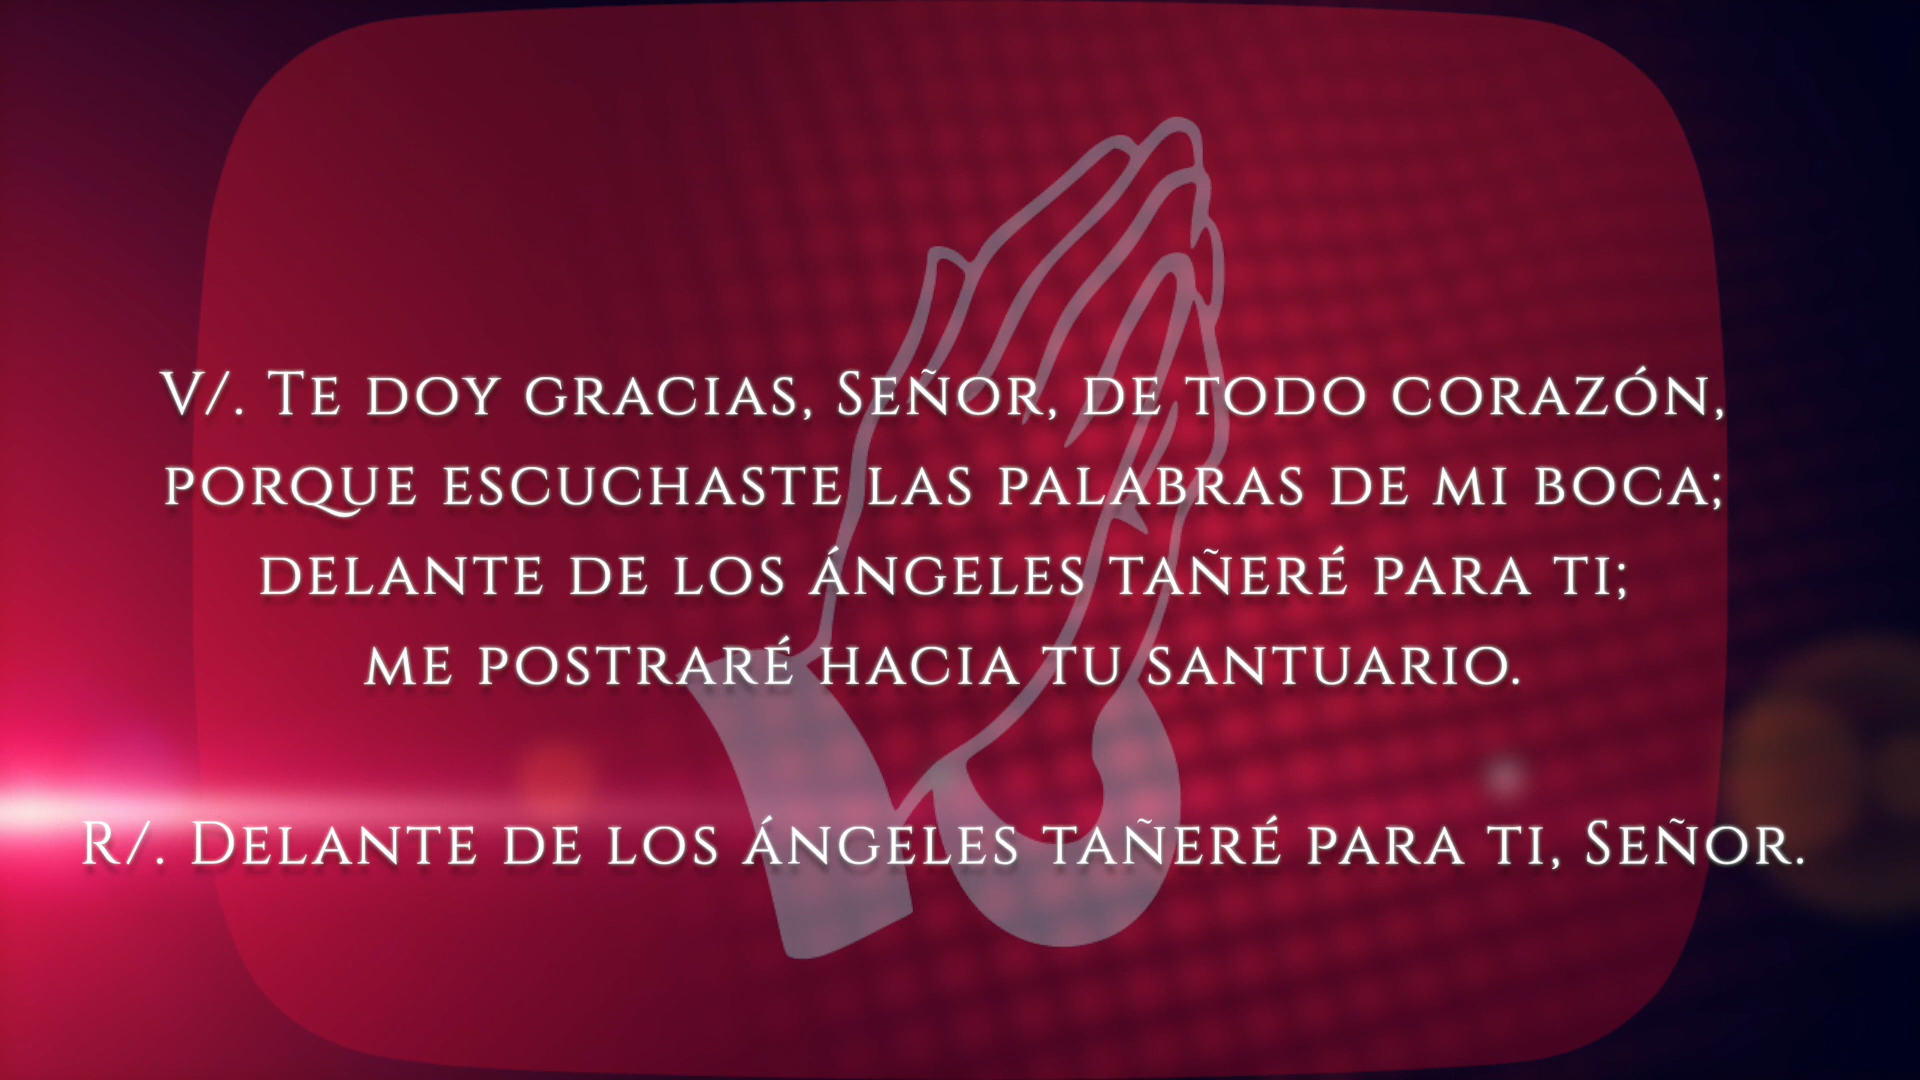 V/. Te doy gracias, Señor, de todo corazón,
porque escuchaste las palabras de mi boca;
delante de los ángeles tañeré para ti;
me postraré hacia tu santuario.
R/. Delante de los ángeles tañeré para ti, Señor.